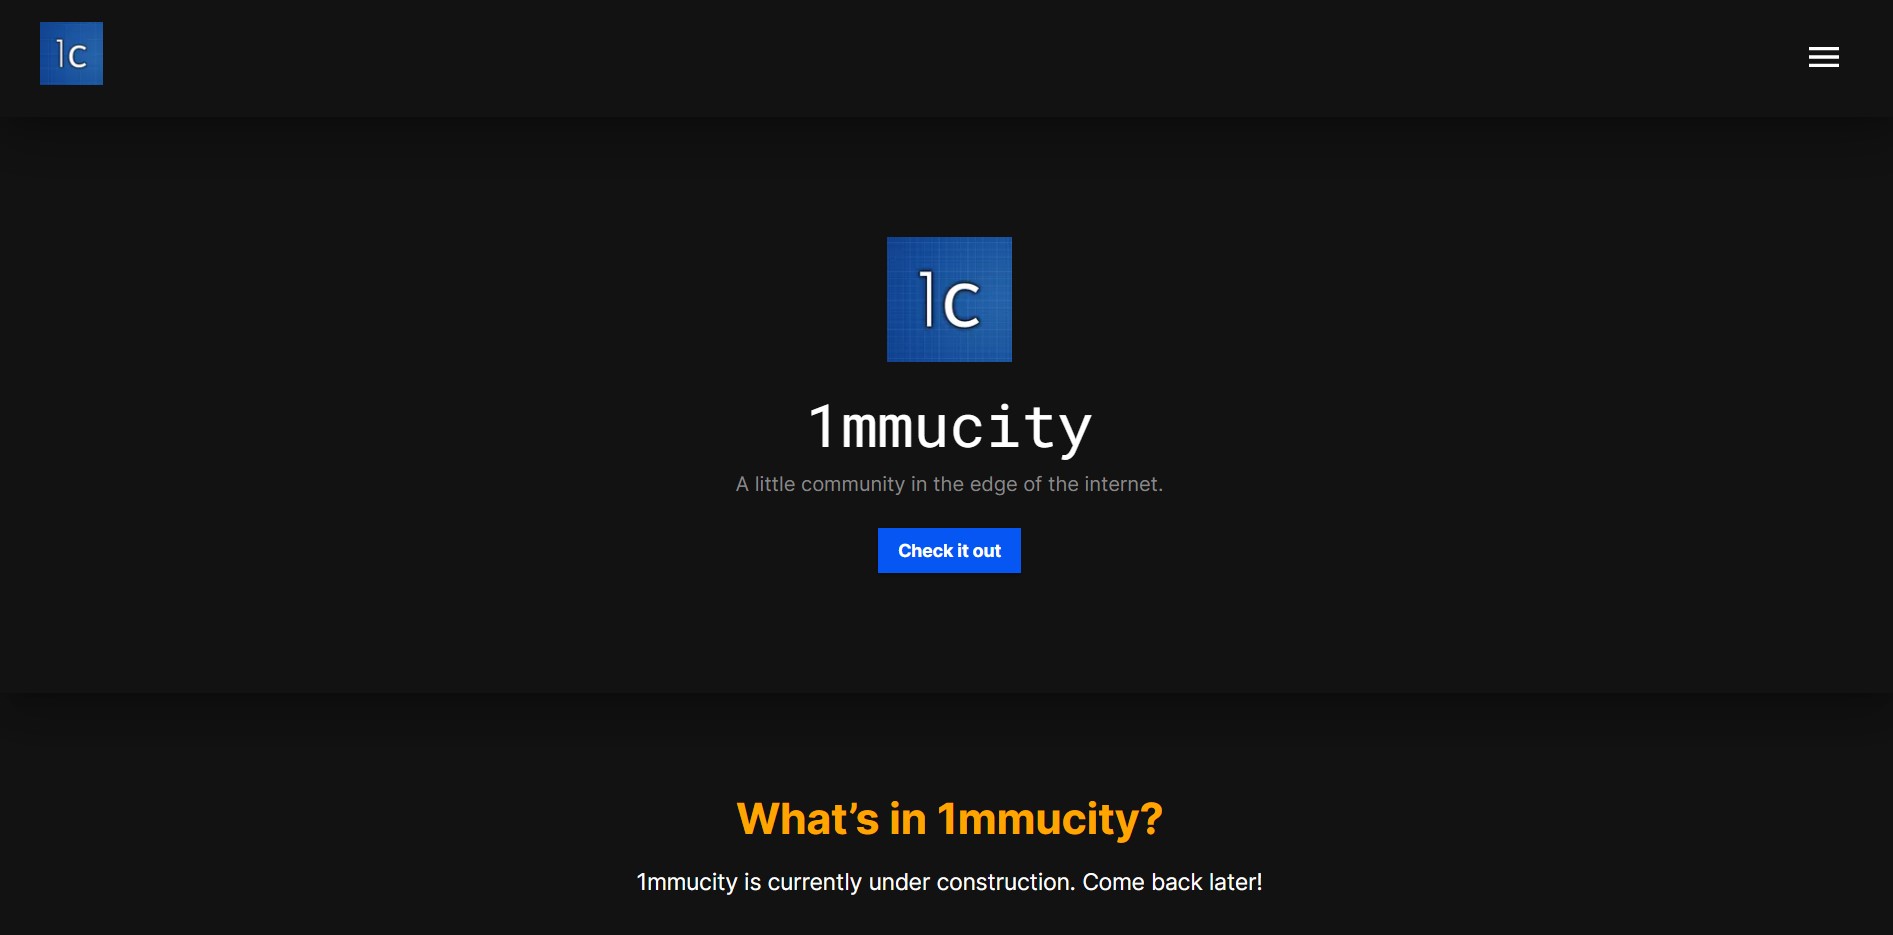 1c
1c
1mmucity
A little community in the edge of the internet.
Check it out
What’s in 1mmucity?
1mmucity is currently under construction. Come back later!